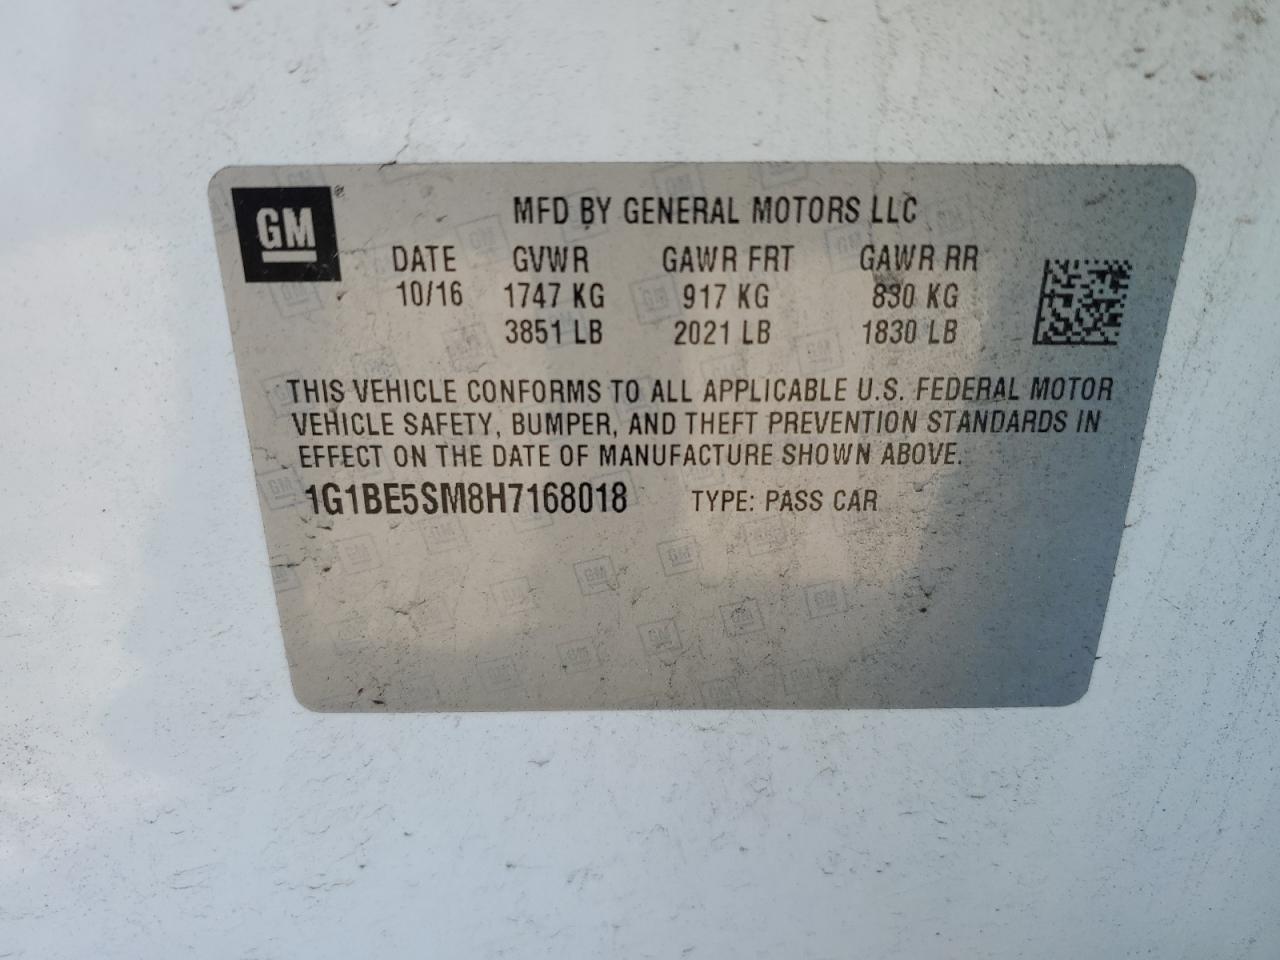 GM®
MFD BY GENERAL MOTORS LLC
DATE GVWR GAWR FRT GAWR RR
10/16 1747 KG 917 KG 830 KG
3851 LB 2021 LB 1830 LB
THIS VEHICLE CONFORMS TO ALL APPLICABLE U.S. FEDERAL MOTOR
VEHICLE SAFETY, BUMPER, AND THEFT PREVENTION STANDARDS IN
EFFECT ON THE DATE OF MANUFACTURE SHOWN ABOVE.
1G1BE5SM8H7168018 TYPE: PASS CAR